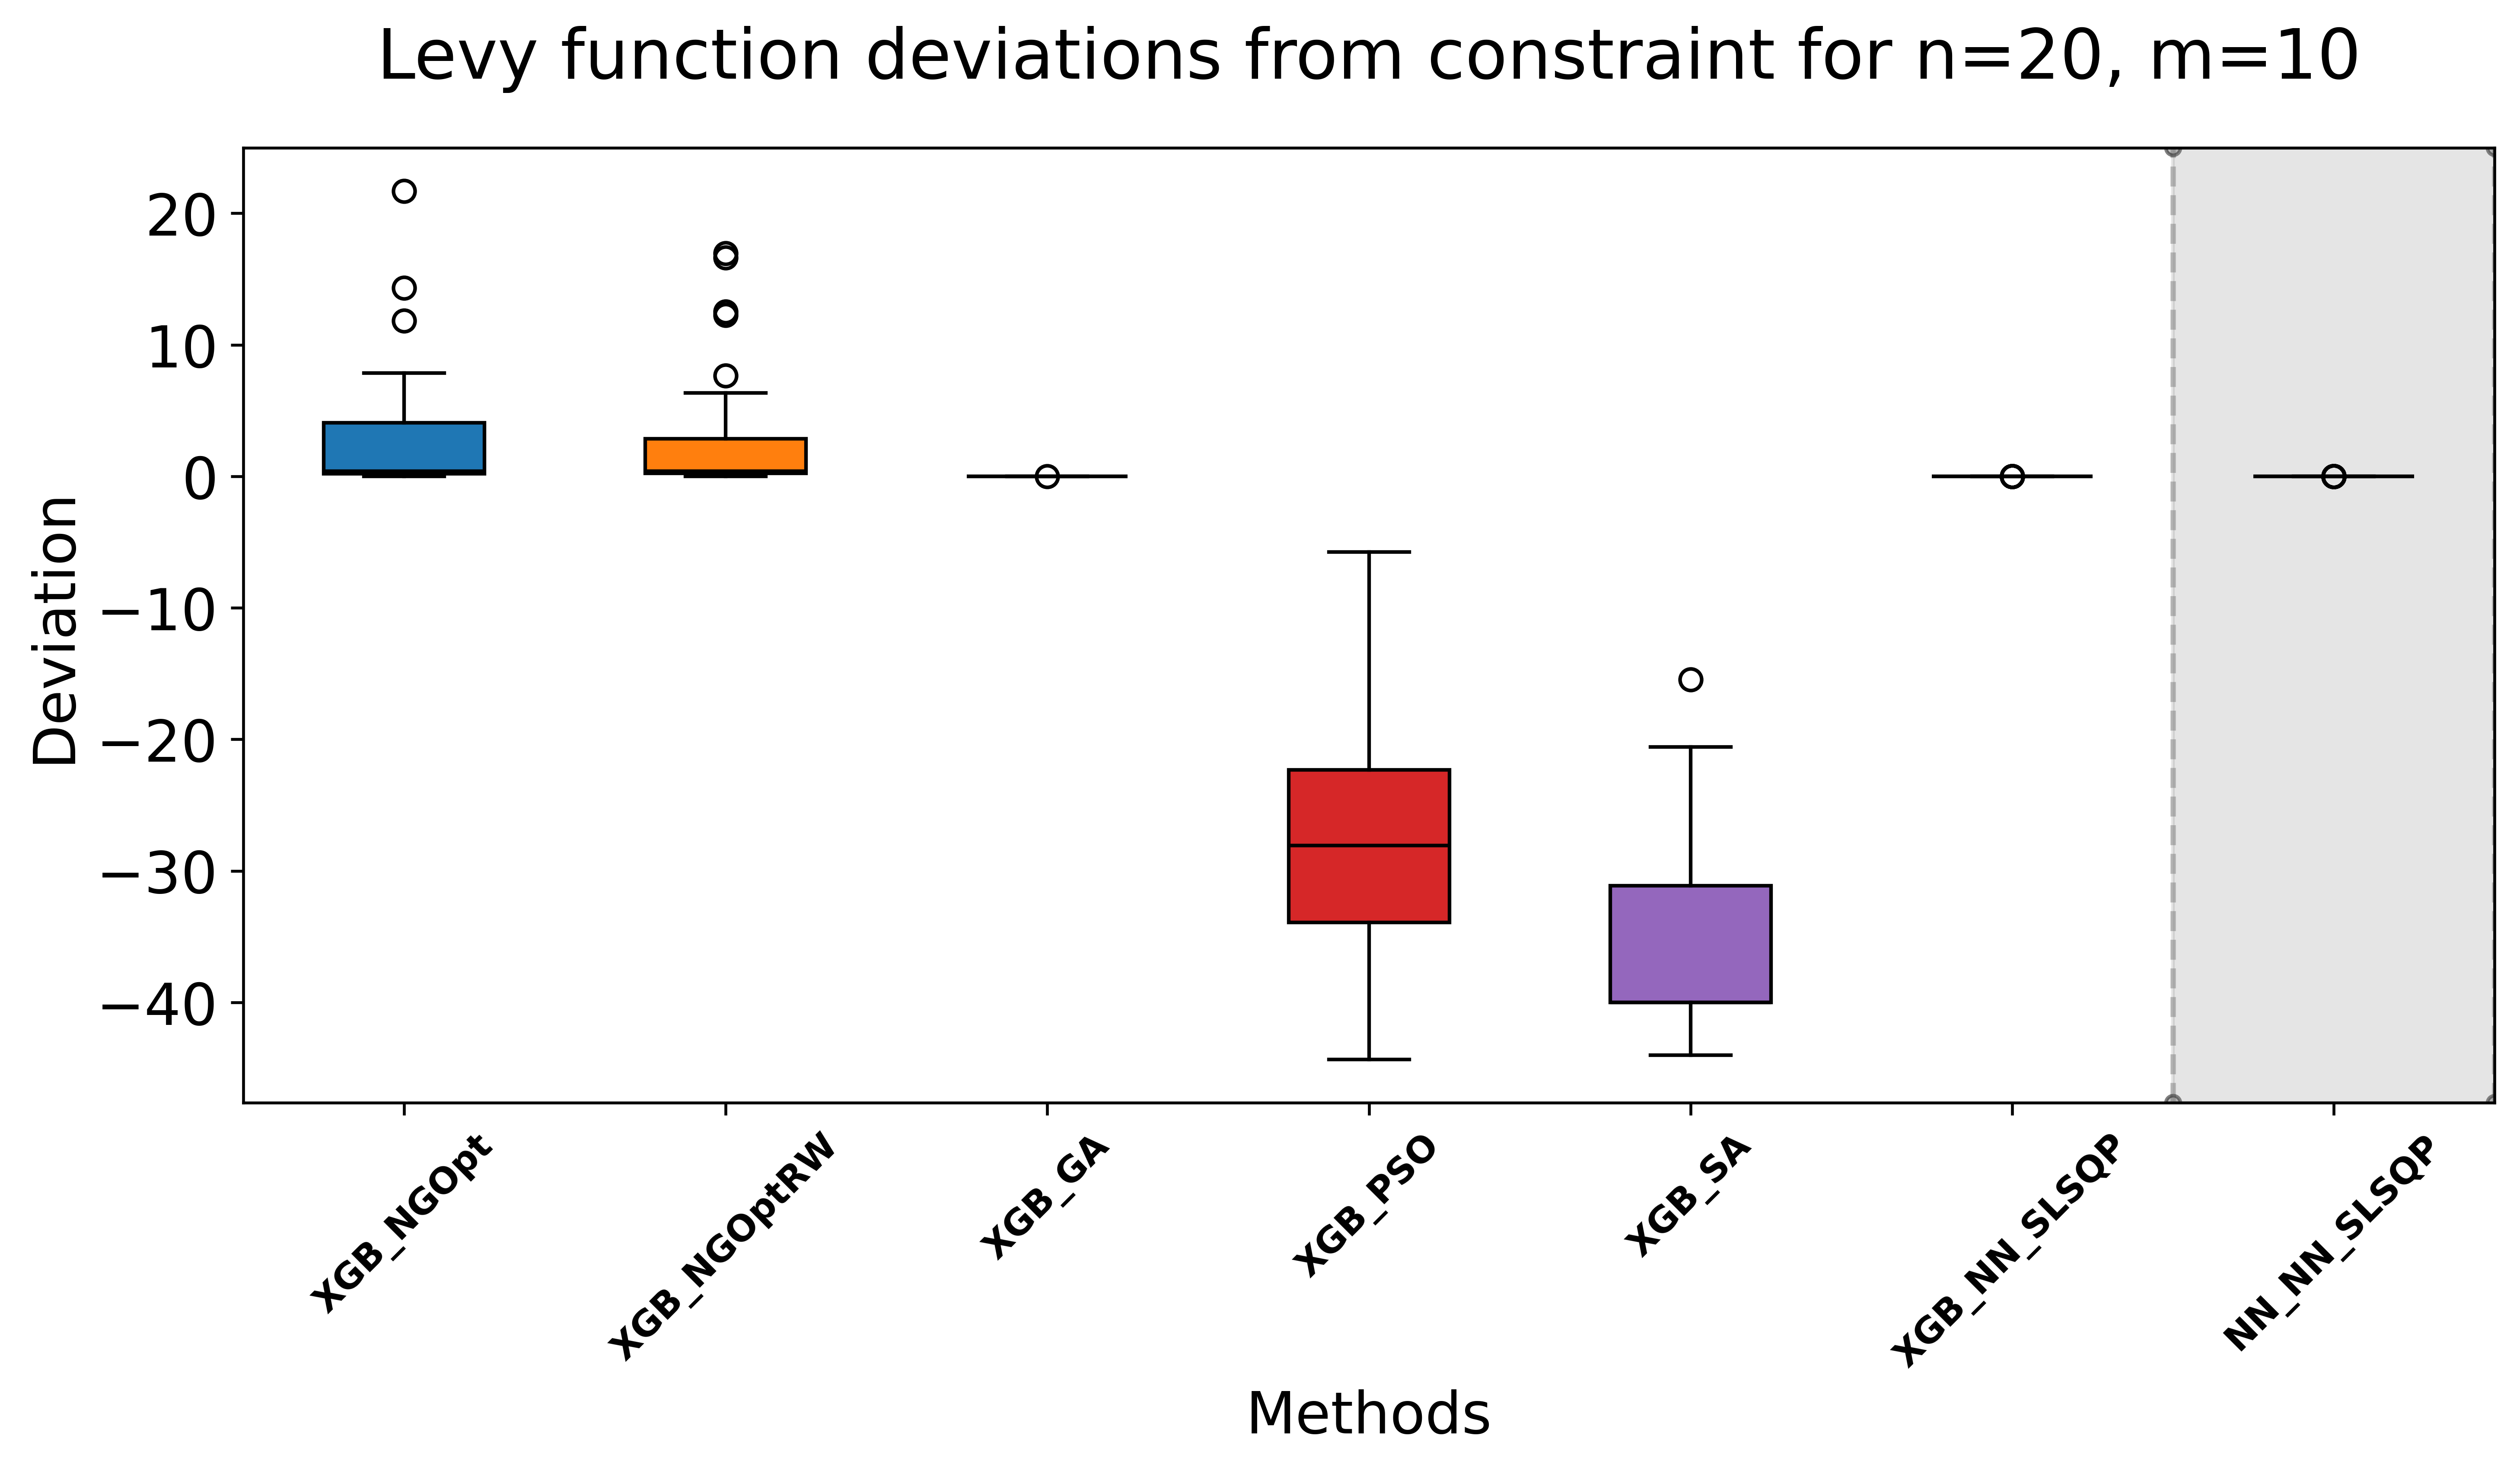 Levy function deviations from constraint for n=20, m=10
20
10
0
−10
−20
−30
−40
Deviation
XGB_NGOpt
XGB_NGOptRW
XGB_GA
XGB_PSO
XGB_SA
XGB_NN_SLSQP
NN_NN_SLSQP
Methods